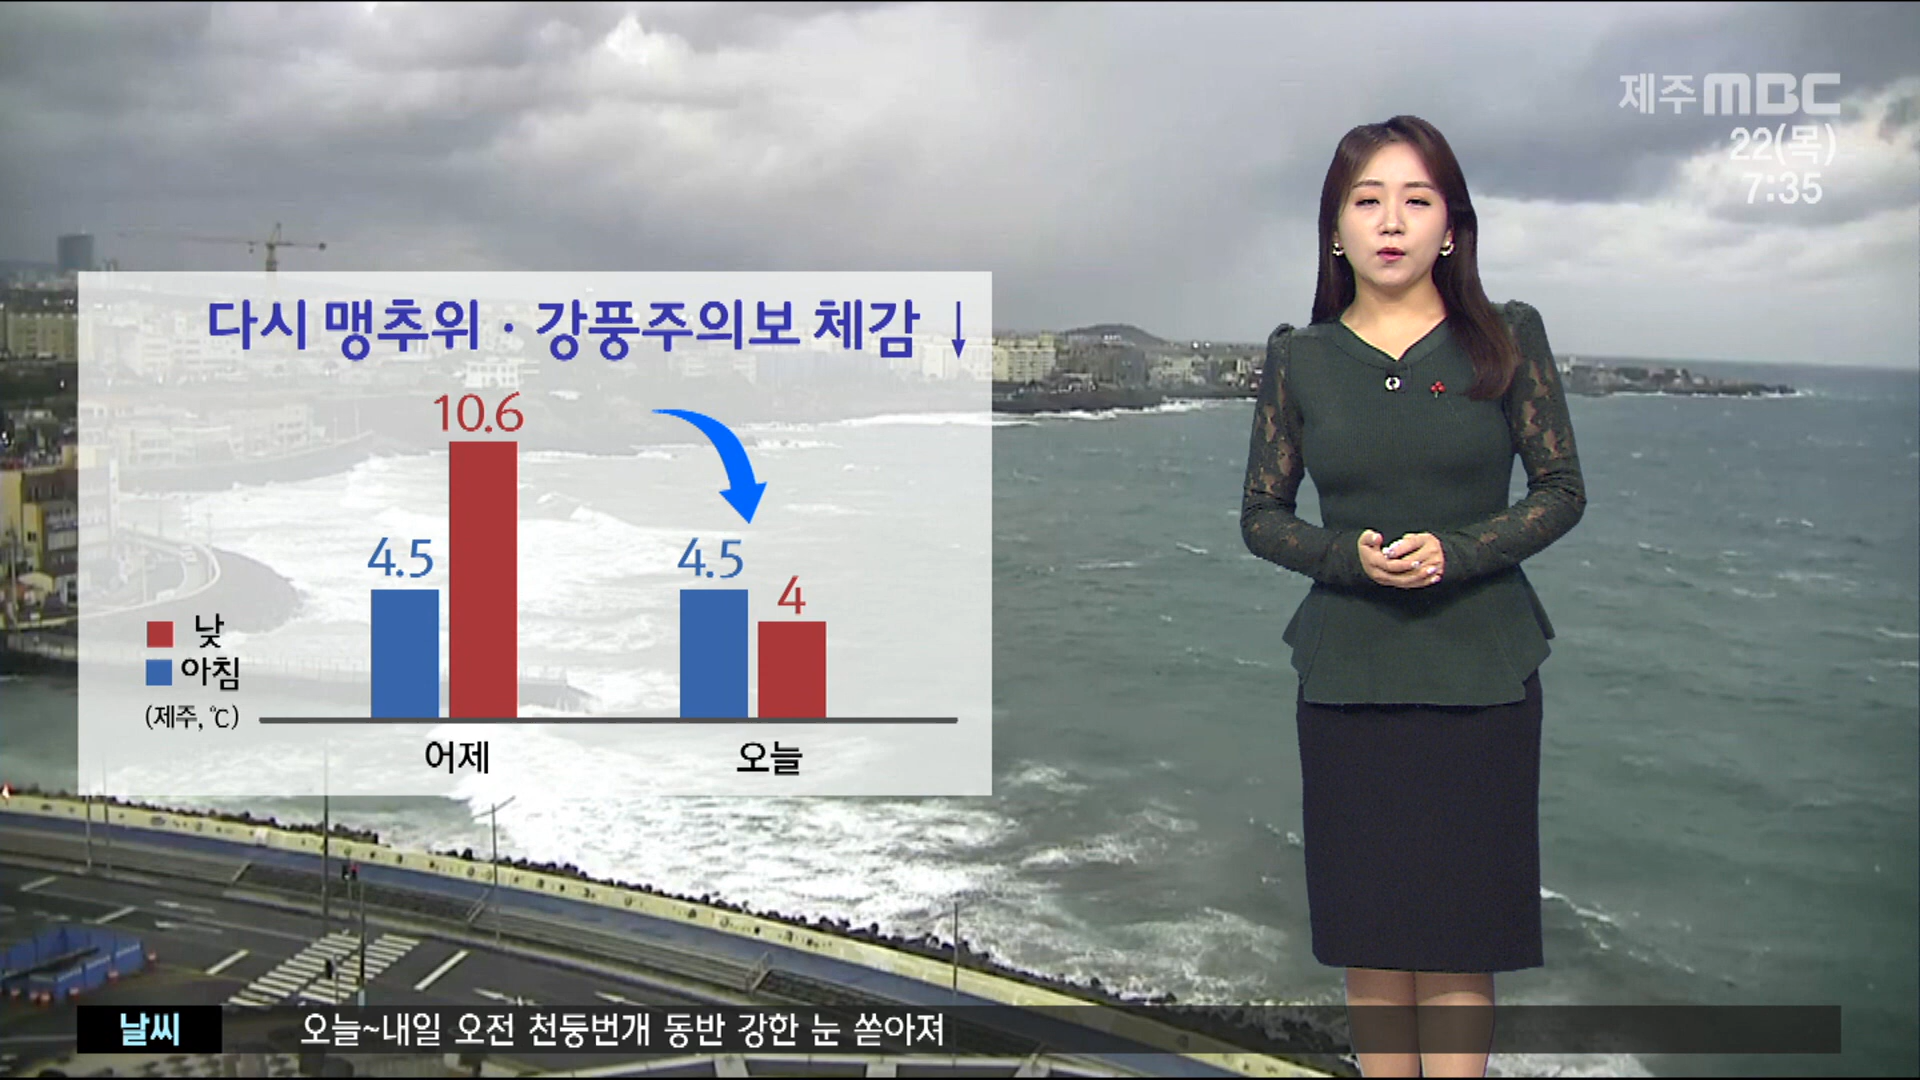 제주MBC
22(목)
7:35
다시 맹추위 · 강풍주의보 체감 ↓
10.6
4.5
4.5
4
낮
아침
(제주, ℃)
어제
오늘
날씨
오늘~내일 오전 천둥번개 동반 강한 눈 쏟아져